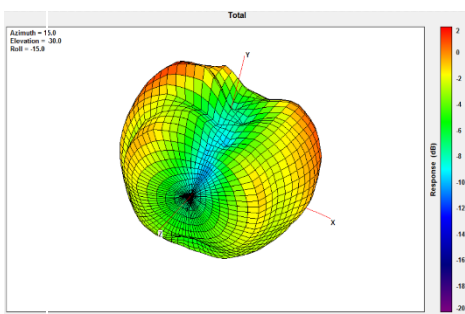 Total
Azimuth = 15.0
Elevation = -30.0
Roll = -15.0
Y
X
Response (dB)
2
0
-2
-4
-6
-8
-10
-12
-14
-16
-18
-20